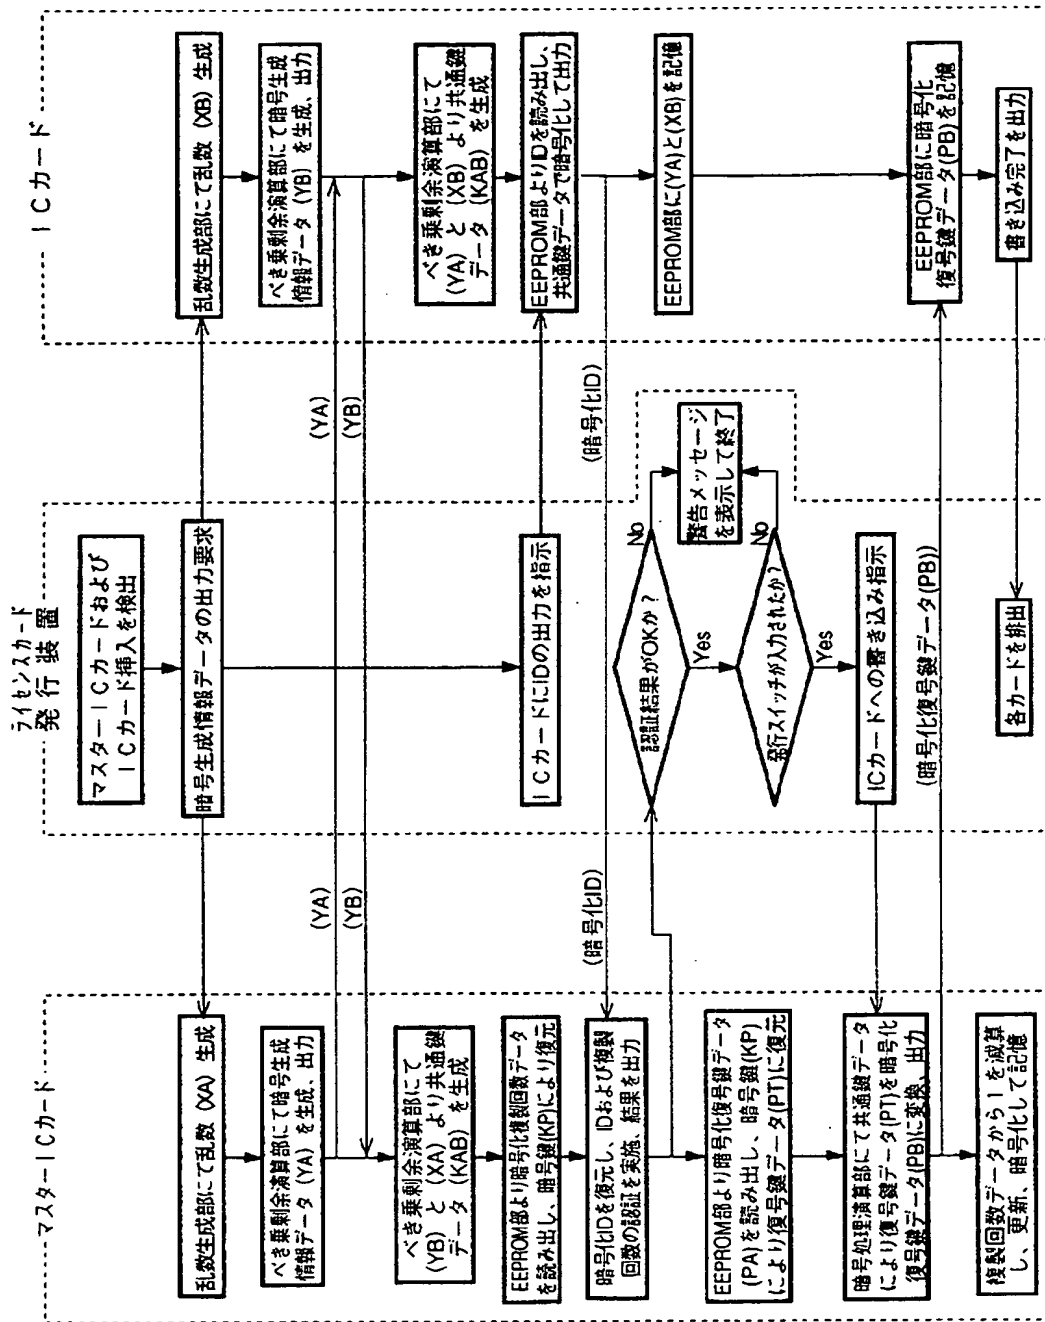 ライセンスカード
発行装置
マスターICカードおよび
ICカード挿入を検出
暗号生成情報データの出力要求
ICカードにIDの出力を指示
認証結果がOKか？
No
Yes
警告メッセージ
を表示して終了
発行スイッチが入力されたか？
No
Yes
ICカードへの書き込み指示
各カードを排出
マスターICカード
乱数生成部にて乱数 (XA) 生成
べき乗剰余演算部にて暗号生成
情報データ (YA) を生成、出力
べき乗剰余演算部にて
(YB) と (XA) より共通鍵
データ (KAB) を生成
EEPROM部より暗号化複製回数データ
を読み出し、暗号鍵(KP)により復元
暗号化IDを復元し、IDおよび複製
回数の認証を実施、結果を出力
EEPROM部より暗号化復号鍵データ
(PA)を読み出し、暗号鍵(KP)
により復号鍵データ(PT)に復元
暗号処理演算部にて共通鍵データ
により復号鍵データ(PT)を暗号化
復号鍵データ(PB)に変換、出力
複製回数データから1を減算
し、更新、暗号化して記憶
ICカード
乱数生成部にて乱数 (XB) 生成
べき乗剰余演算部にて暗号生成
情報データ (YB) を生成、出力
べき乗剰余演算部にて
(YA) と (XB) より共通鍵
データ (KAB) を生成
EEPROM部よりIDを読み出し、
共通鍵データで暗号化して出力
EEPROM部に(YA)と(XB)を記憶
EEPROM部に暗号化
復号鍵データ(PB)を記憶
書き込み完了を出力
(YA)
(YB)
(YA)
(YB)
(暗号化ID)
(暗号化ID)
(暗号化復号鍵データ(PB))